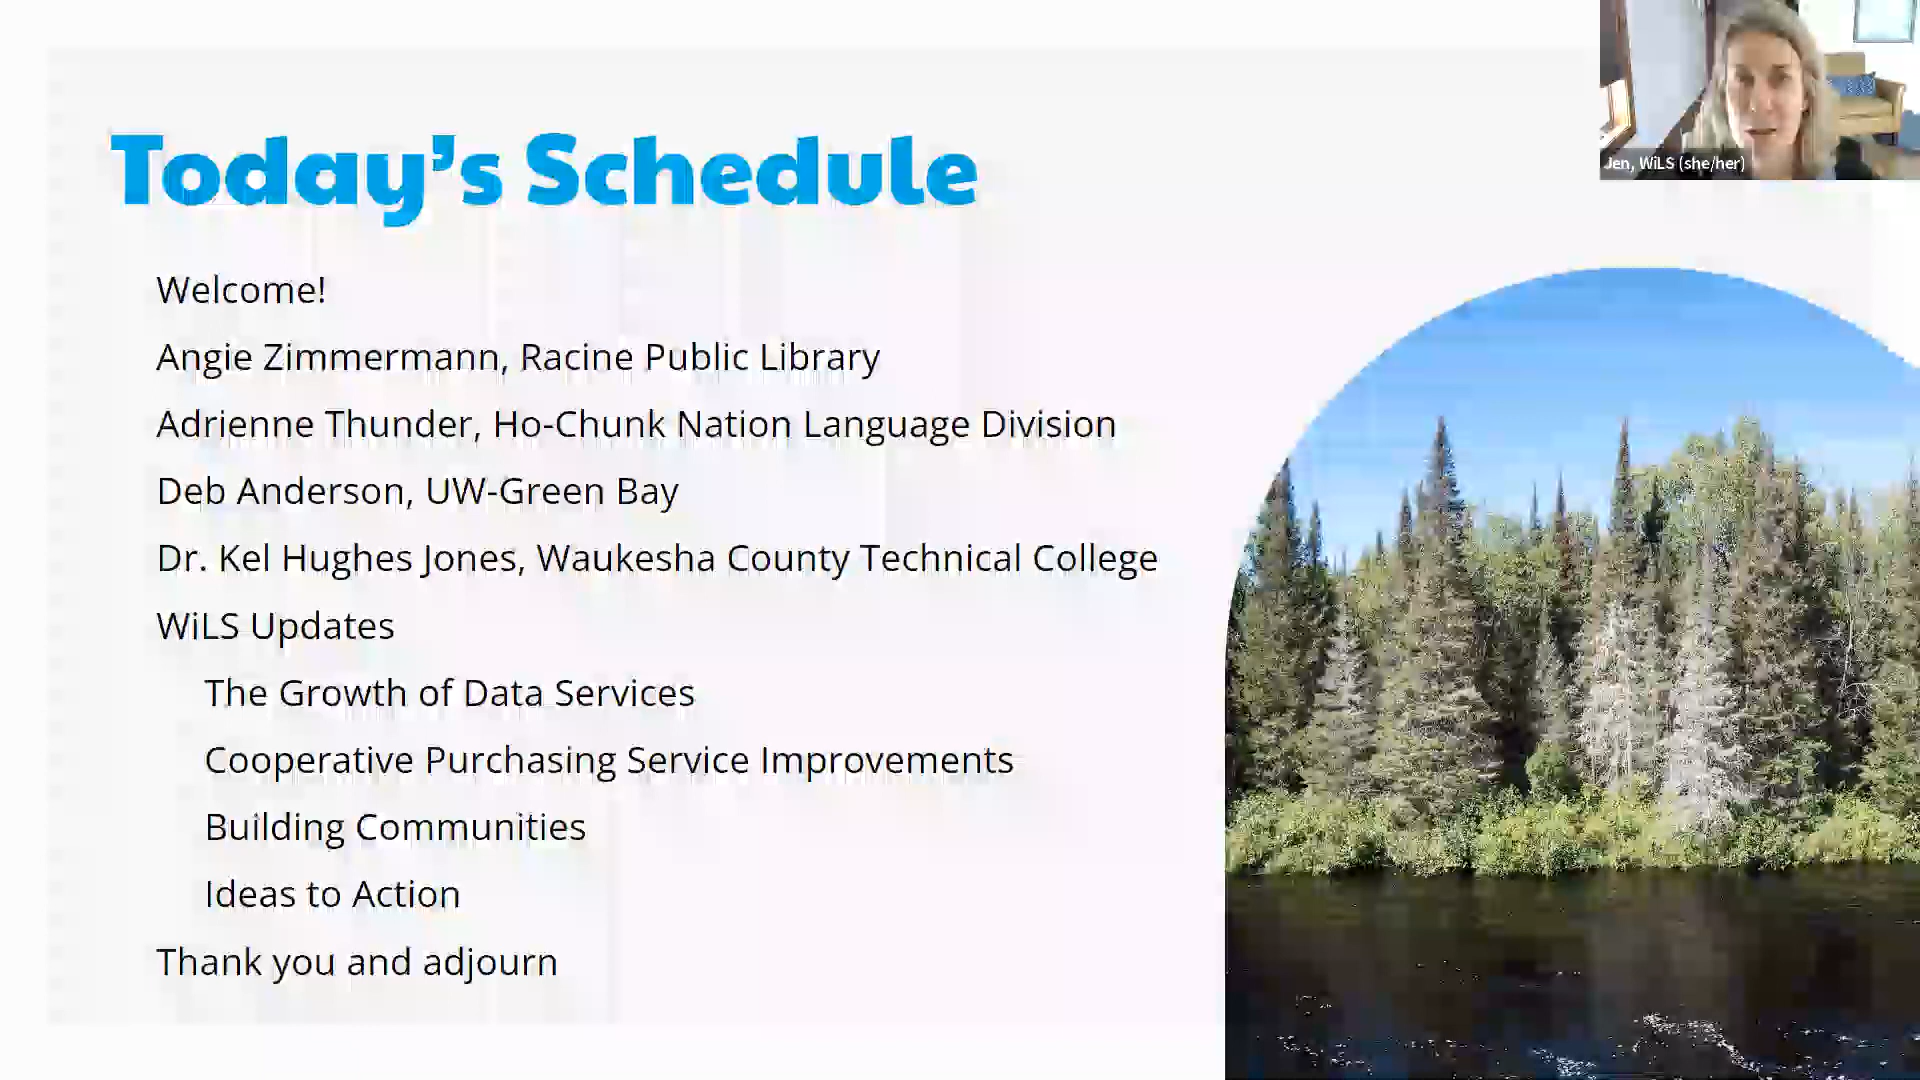 Today's Schedule
Jen, WiLS (she/her)
Welcome!
Angie Zimmermann, Racine Public Library
Adrienne Thunder, Ho-Chunk Nation Language Division
Deb Anderson, UW-Green Bay
Dr. Kel Hughes Jones, Waukesha County Technical College
WiLS Updates
The Growth of Data Services
Cooperative Purchasing Service Improvements
Building Communities
Ideas to Action
Thank you and adjourn